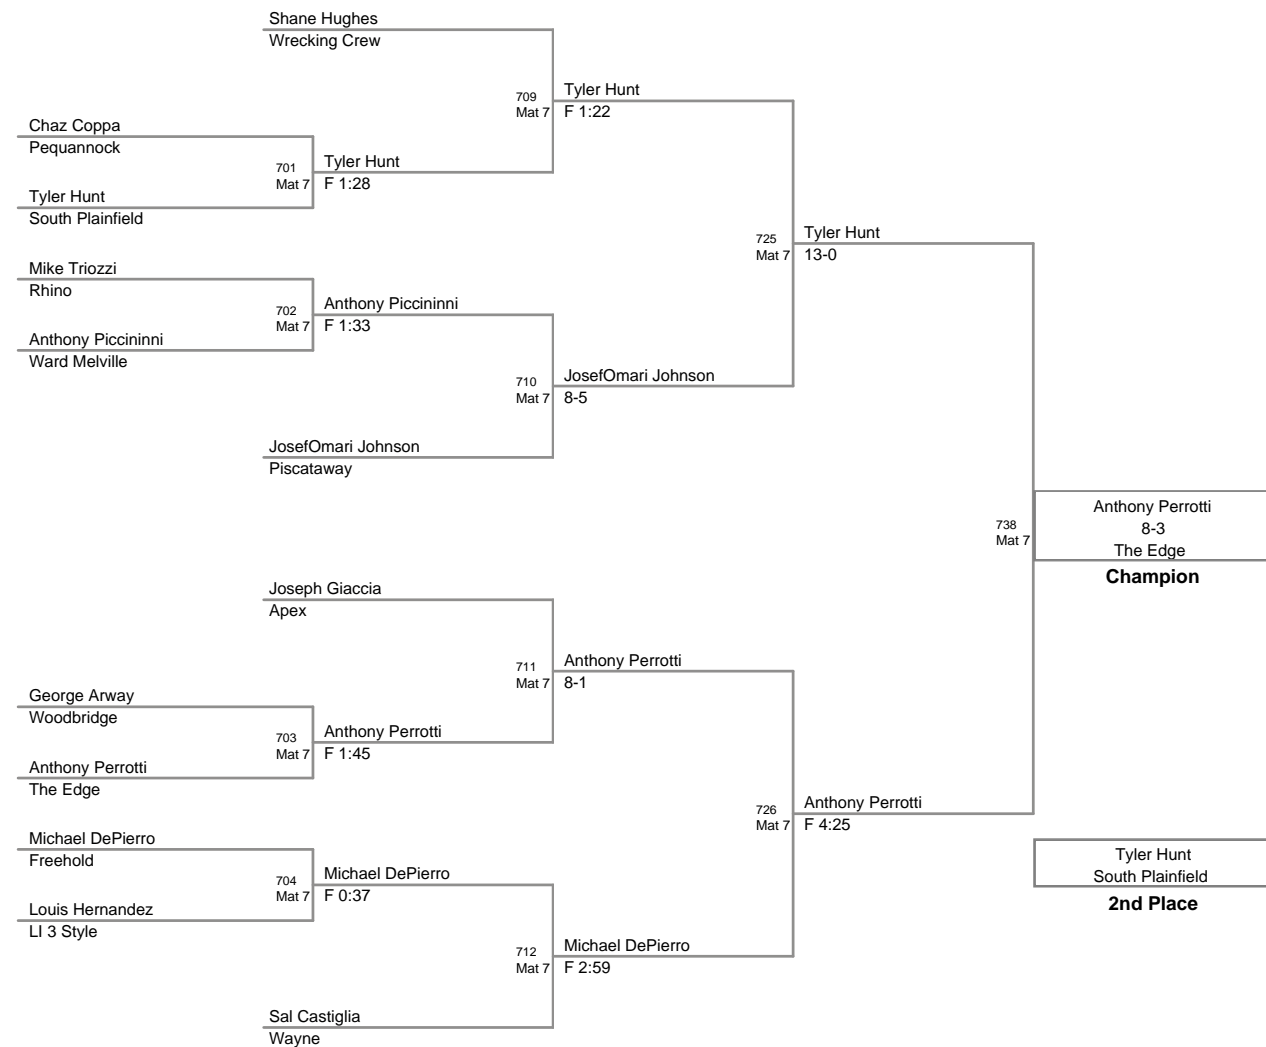 Shane Hughes
Wrecking Crew
709
Mat 7
Tyler Hunt
F 1:22
Chaz Coppa
Pequannock
701
Mat 7
Tyler Hunt
F 1:28
Tyler Hunt
South Plainfield
725
Mat 7
Tyler Hunt
13-0
Mike Triozzi
Rhino
702
Mat 7
Anthony Piccininni
F 1:33
Anthony Piccininni
Ward Melville
710
Mat 7
JosefOmari Johnson
8-5
JosefOmari Johnson
Piscataway
738
Mat 7
Anthony Perrotti
8-3
The Edge
Champion
Joseph Giaccia
Apex
711
Mat 7
Anthony Perrotti
8-1
George Arway
Woodbridge
703
Mat 7
Anthony Perrotti
F 1:45
Anthony Perrotti
The Edge
726
Mat 7
Anthony Perrotti
F 4:25
Michael DePierro
Freehold
704
Mat 7
Michael DePierro
F 0:37
Louis Hernandez
LI 3 Style
712
Mat 7
Michael DePierro
F 2:59
Sal Castiglia
Wayne
Tyler Hunt
South Plainfield
2nd Place